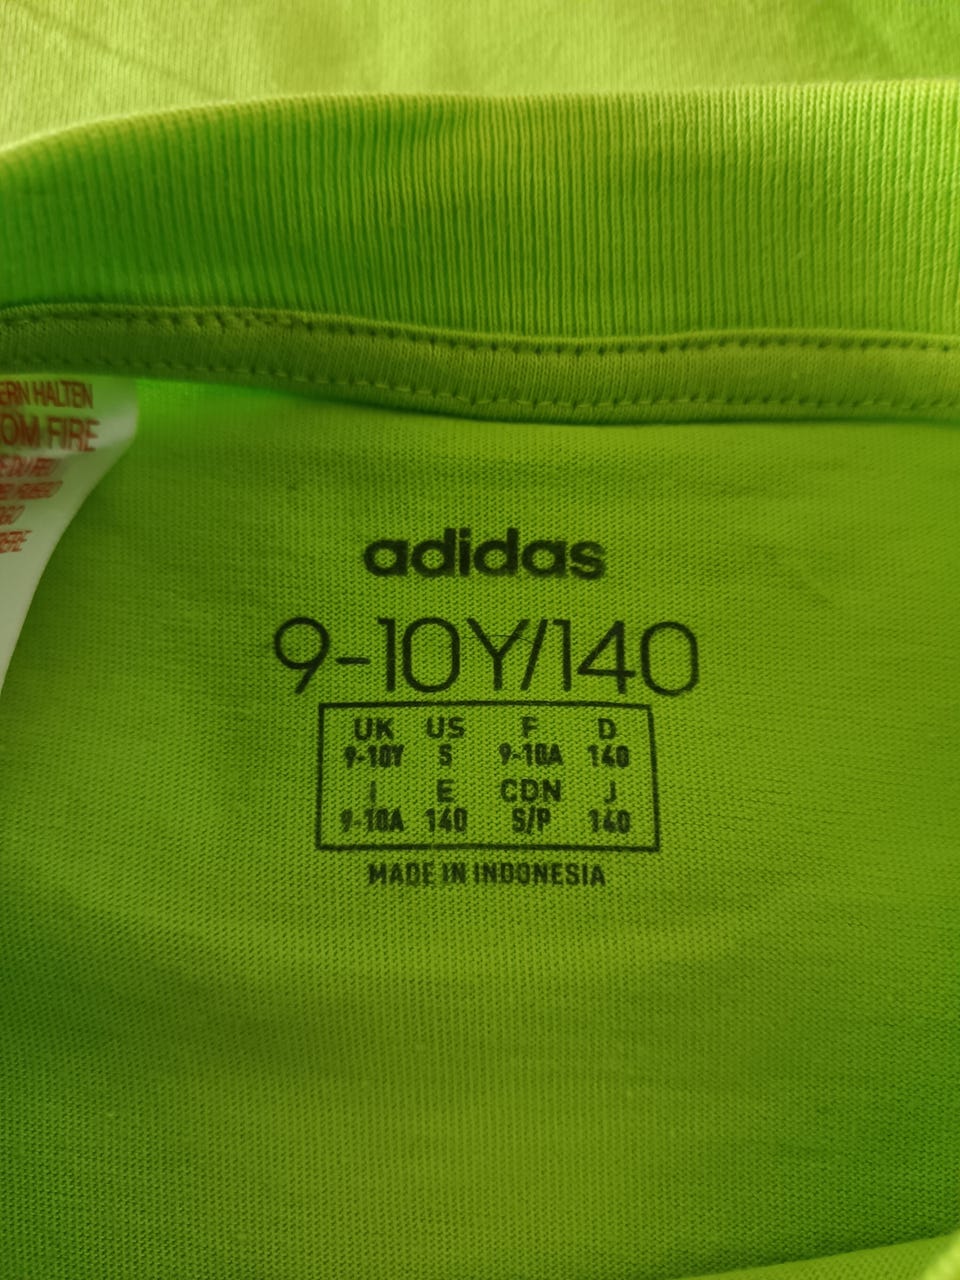 ERN HALTEN
OM FIRE
adidas
9-10Y/140
UK US F D
9-10Y S 9-10A 140
I E CDN J
9-10A 140 S/P 140
MADE IN INDONESIA